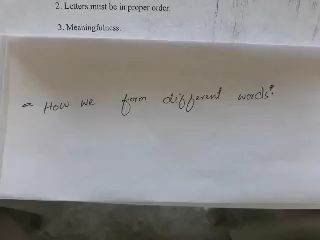 2. Letters must be in proper order.
3. Meaningfulness.
How we form different words?